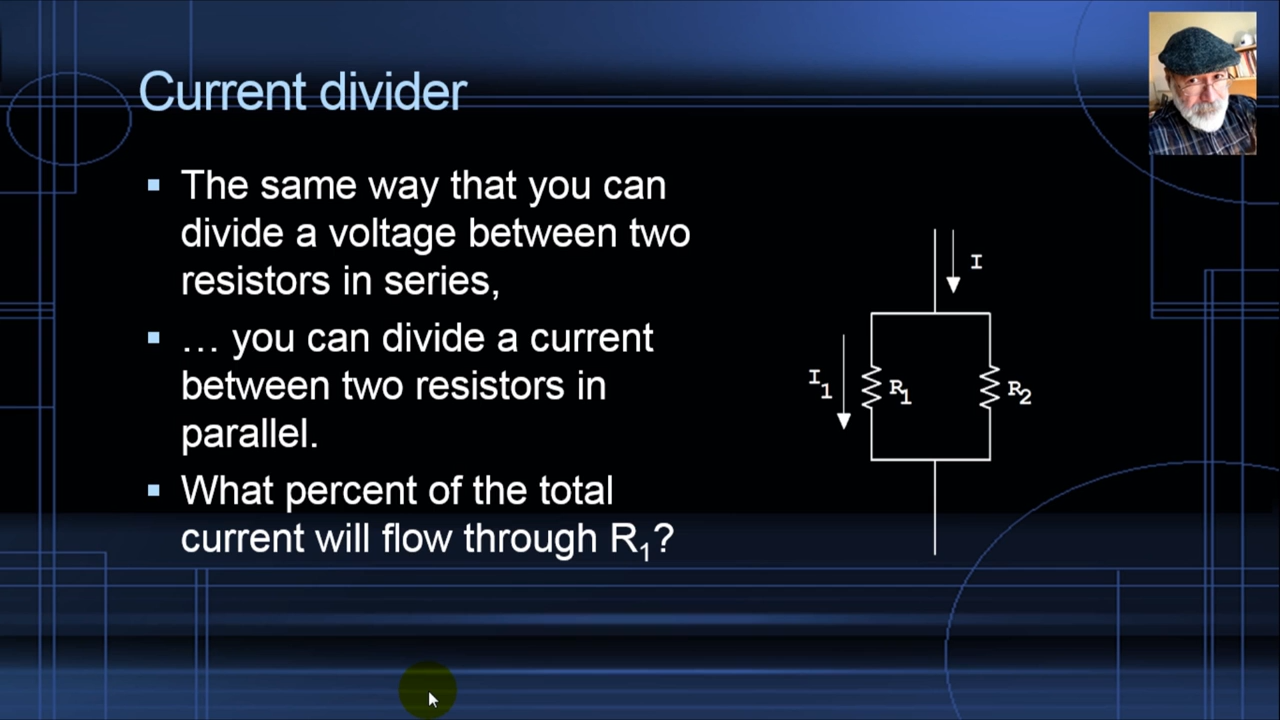 Current divider
▪ The same way that you can
divide a voltage between two
resistors in series,
▪ … you can divide a current
between two resistors in
parallel.
▪ What percent of the total
current will flow through R₁?
I
I₁
R₁
R₂